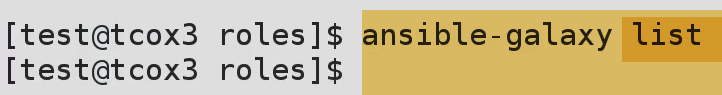 [test@tcox3 roles]$ ansible-galaxy list
[test@tcox3 roles]$